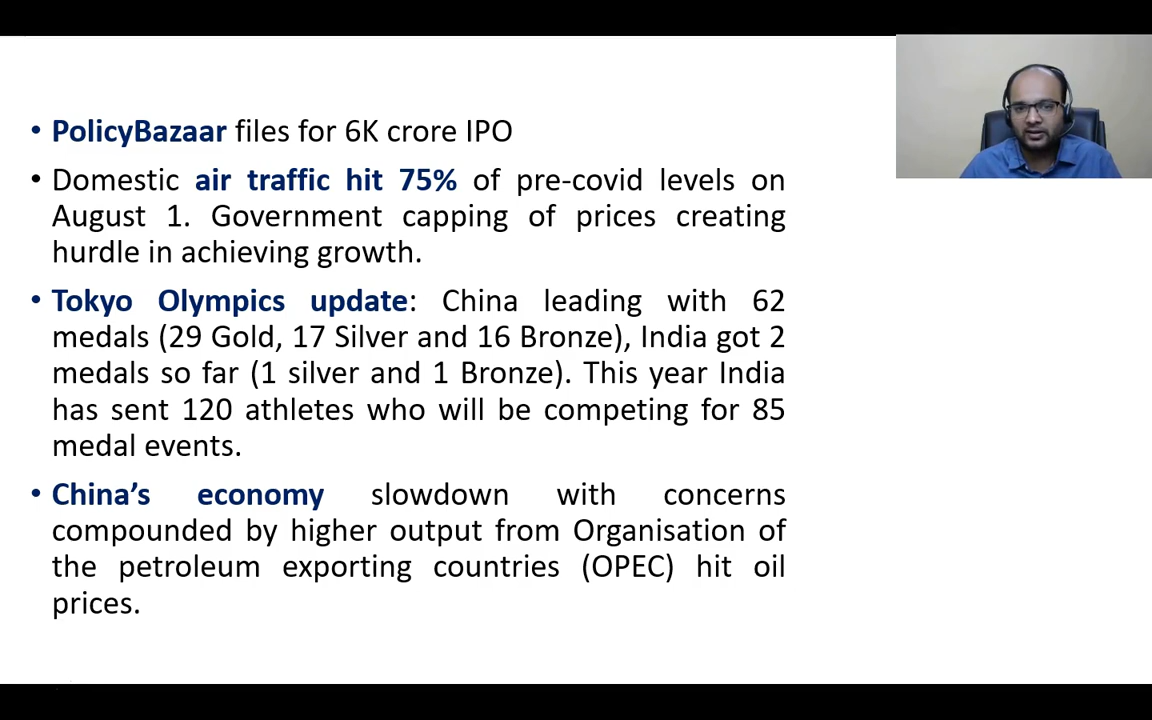 • PolicyBazaar files for 6K crore IPO
• Domestic air traffic hit 75% of pre-covid levels on
August 1. Government capping of prices creating
hurdle in achieving growth.
• Tokyo Olympics update: China leading with 62
medals (29 Gold, 17 Silver and 16 Bronze), India got 2
medals so far (1 silver and 1 Bronze). This year India
has sent 120 athletes who will be competing for 85
medal events.
• China’s economy slowdown with concerns
compounded by higher output from Organisation of
the petroleum exporting countries (OPEC) hit oil
prices.